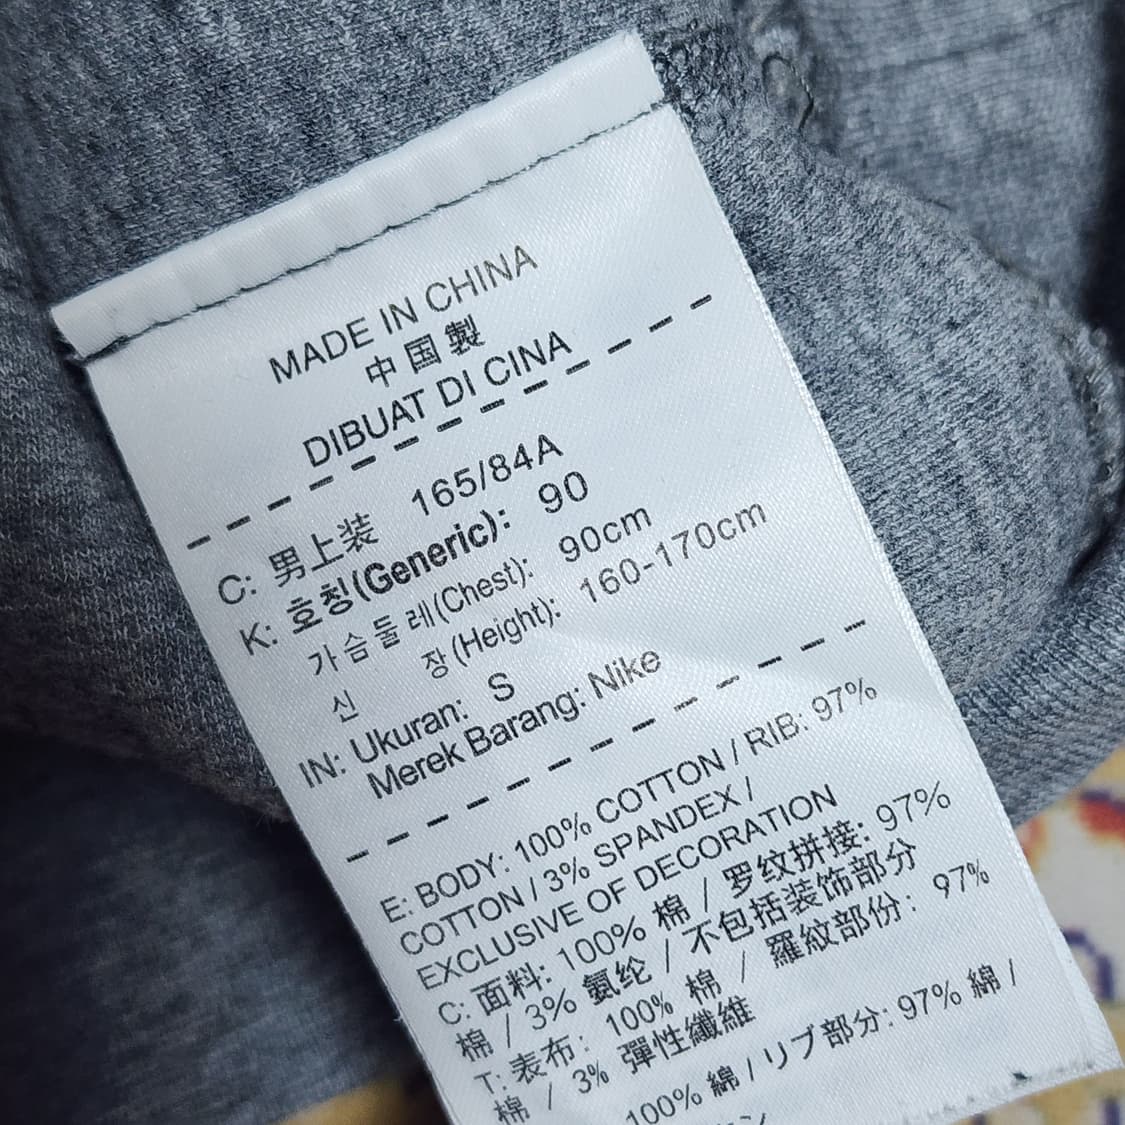 MADE IN CHINA
中国製
DIBUAT DI CINA
C: 男上装 165/84A
K: 호칭(Generic): 90
가슴둘레(Chest): 90cm
신 장(Height): 160-170cm
IN: Ukuran: S
Merek Barang: Nike
E: BODY: 100% COTTON / RIB: 97%
COTTON / 3% SPANDEX /
EXCLUSIVE OF DECORATION
C: 面料: 100% 棉 / 罗纹拼接: 97%
棉 / 3% 氨纶 / 不包括装饰部分
T: 表布: 100% 棉 / 羅紋部份: 97%
棉 / 3% 彈性纖維
100% 綿 / リブ部分: 97% 綿 /